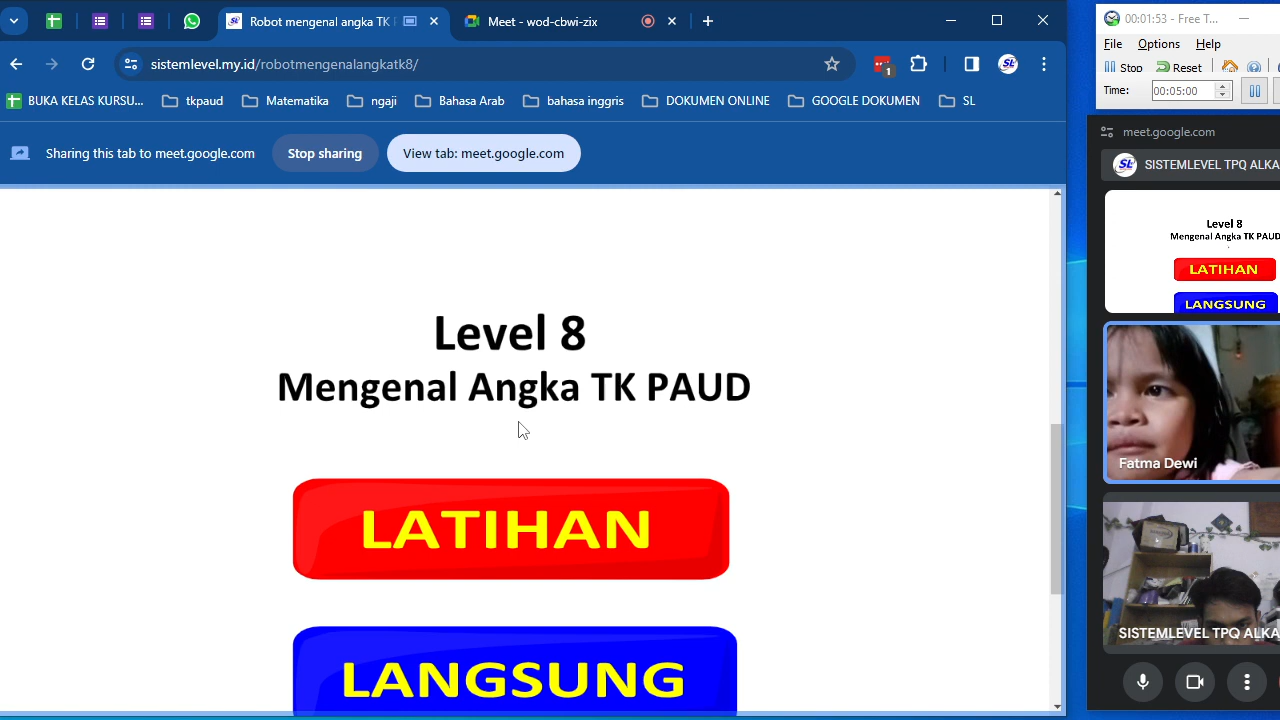 Robot mengenal angka TK
Meet - wod-cbwi-zix
sistemlevel.my.id/robotmengenalangkatk8/
1
BUKA KELAS KURSU...
tkpaud
Matematika
ngaji
Bahasa Arab
bahasa inggris
DOKUMEN ONLINE
GOOGLE DOKUMEN
SL
Sharing this tab to meet.google.com
Stop sharing
View tab: meet.google.com
Level 8
Mengenal Angka TK PAUD
LATIHAN
LANGSUNG
00:01:53 - Free T...
File Options Help
Stop Reset
Time: 00:05:00
meet.google.com
SL SISTEMLEVEL TPQ ALKA
Level 8
Mengenal Angka TK PAUD
LATIHAN
LANGSUNG
Fatma Dewi
SISTEMLEVEL TPQ ALKA